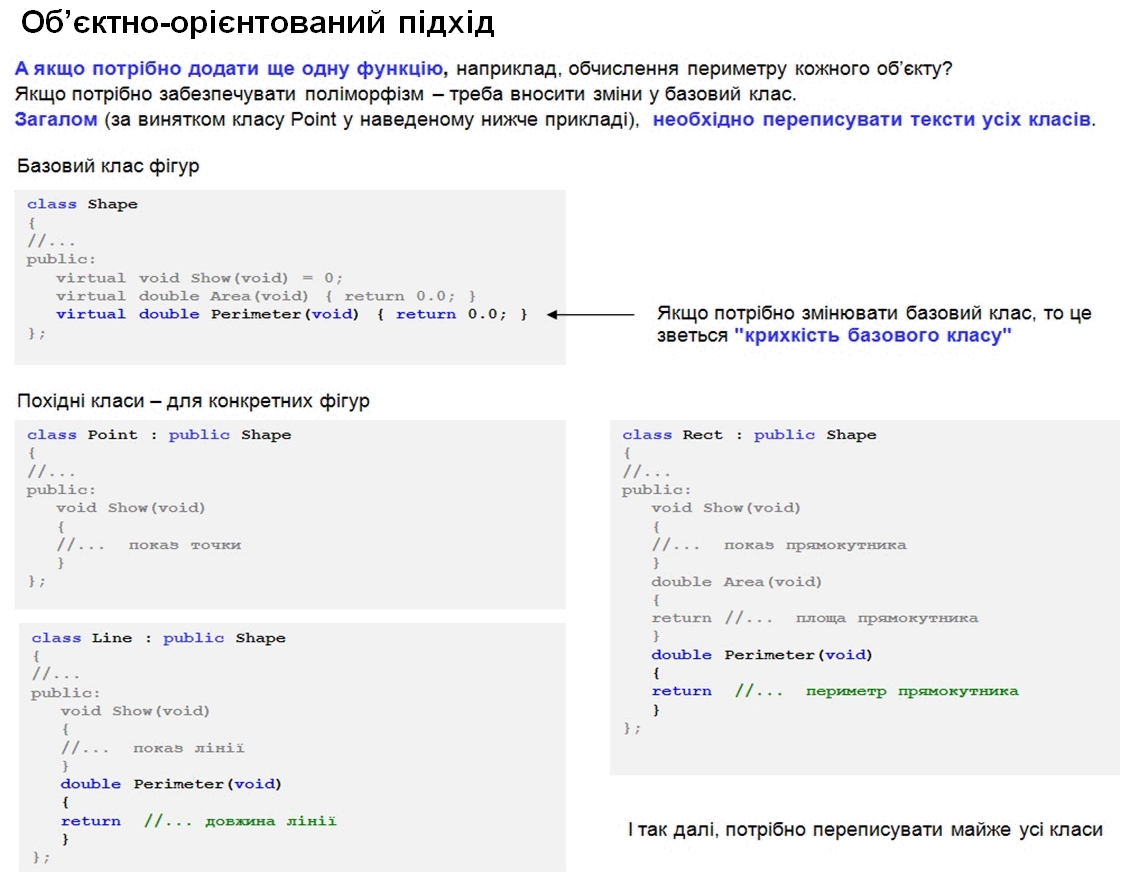 Об’єктно-орієнтований підхід
А якщо потрібно додати ще одну функцію, наприклад, обчислення периметру кожного об’єкту?
Якщо потрібно забезпечувати поліморфізм – треба вносити зміни у базовий клас.
Загалом (за винятком класу Point у наведеному нижче прикладі), необхідно переписувати тексти усіх класів.
Базовий клас фігур
class Shape
{
//...
public:
virtual void Show(void) = 0;
virtual double Area(void) { return 0.0; }
virtual double Perimeter(void) { return 0.0; }
};
Якщо потрібно змінювати базовий клас, то це
зветься "крихкість базового класу"
Похідні класи – для конкретних фігур
class Point : public Shape
{
//...
public:
void Show(void)
{
//... показ точки
}
};
class Line : public Shape
{
//...
public:
void Show(void)
{
//... показ лінії
}
double Perimeter(void)
{
return //... довжина лінії
}
};
class Rect : public Shape
{
//...
public:
void Show(void)
{
//... показ прямокутника
}
double Area(void)
{
return //... площа прямокутника
}
double Perimeter(void)
{
return //... периметр прямокутника
}
};
І так далі, потрібно переписувати майже усі класи